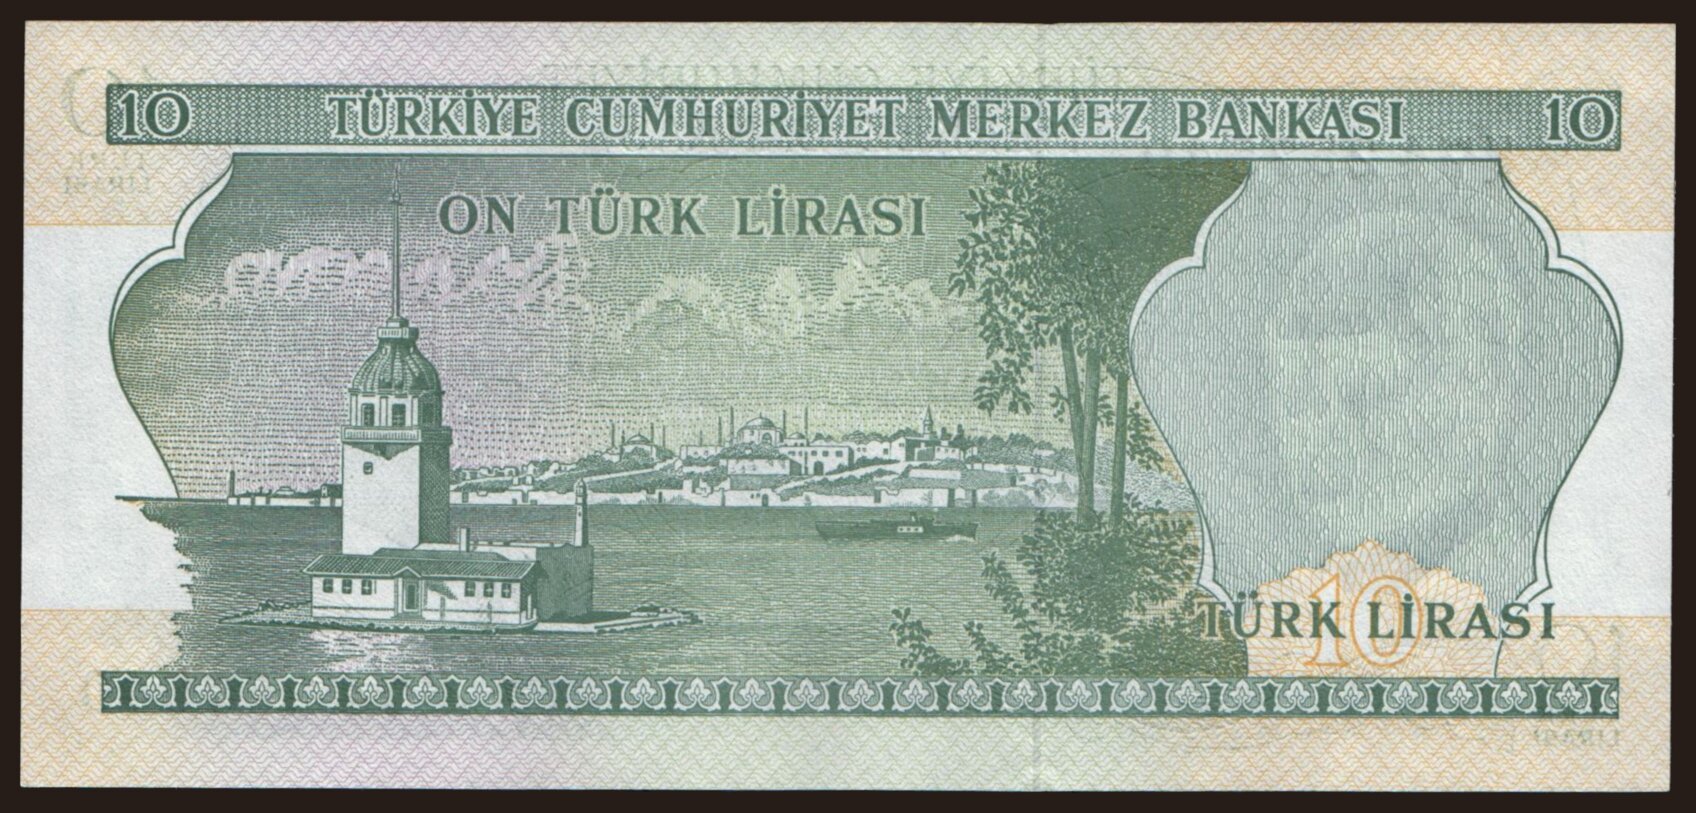 10 TÜRKİYE CUMHURİYET MERKEZ BANKASI 10
ON TÜRK LİRASI
10
TÜRK LİRASI